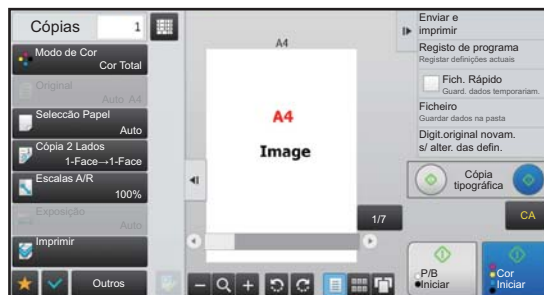 Cópias
1
Modo de Cor
Cor Total
Original
Auto A4
Selecção Papel
Auto
Cópia 2 Lados
1-Face→1-Face
Escalas A/R
100%
Exposição
Auto
Imprimir
Outros
A4
A4
Image
1/7
Enviar e
imprimir
Registo de programa
Registar definições actuais
Fich. Rápido
Guard. dados temporariam.
Ficheiro
Guardar dados na pasta
Digit.original novam.
s/ alter. das defin.
Cópia
tipográfica
CA
P/B
Iniciar
Cor
Iniciar